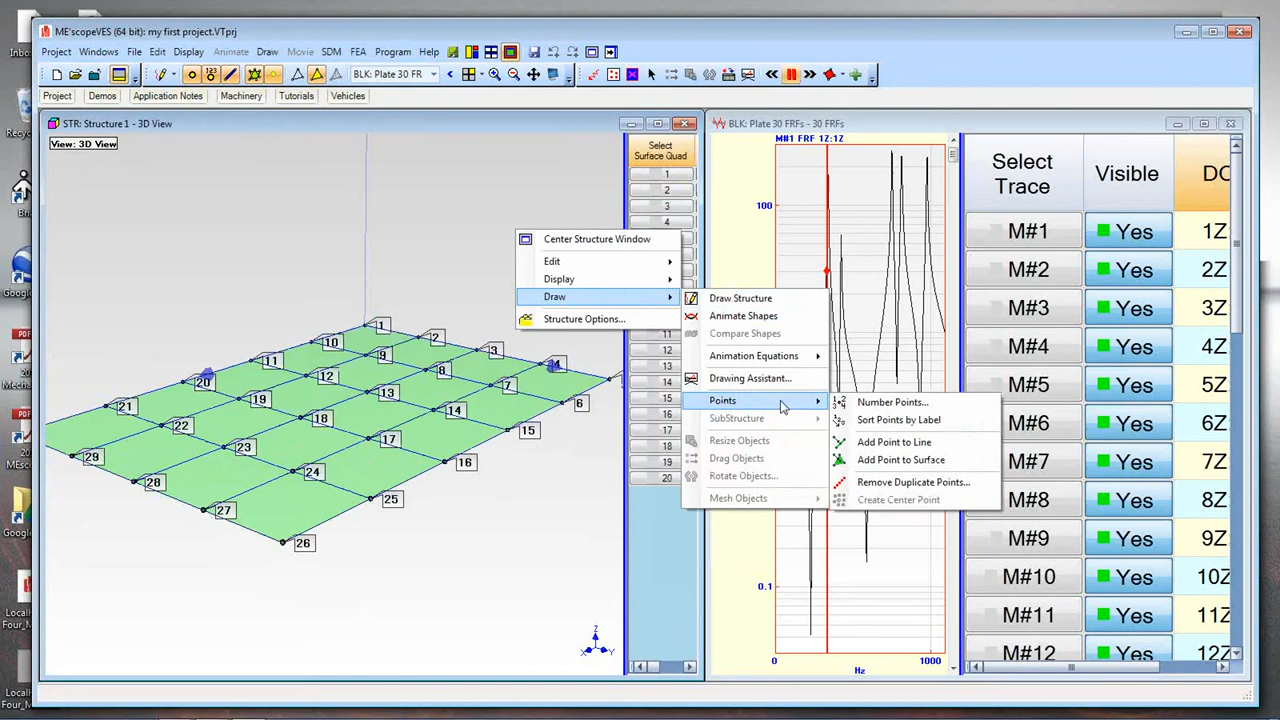 ME'scopeVES (64 bit): my first project.VTprj
Project Windows File Edit Display Animate Draw Movie SDM FEA Program Help
BLK: Plate 30 FR
Project Demos Application Notes Machinery Tutorials Vehicles
STR: Structure 1 - 3D View
View: 3D View
Select
Surface Quad
1
2
3
4
11
12
13
14
15
16
17
18
19
20
1
2
3
4
10
9
8
7
6
11
12
13
14
15
20
19
18
17
16
21
22
23
24
25
29
28
27
26
Z
X Y
Center Structure Window
Edit
Display
Draw
Structure Options...
Draw Structure
Animate Shapes
Compare Shapes
Animation Equations
Drawing Assistant...
Points
SubStructure
Resize Objects
Drag Objects
Rotate Objects...
Mesh Objects
Number Points...
Sort Points by Label
Add Point to Line
Add Point to Surface
Remove Duplicate Points...
Create Center Point
BLK: Plate 30 FRFs - 30 FRFs
M#1 FRF 1Z:1Z
100
0.1
0 1000
Hz
Select
Trace Visible DO
M#1 Yes 1Z
M#2 Yes 2Z
M#3 Yes 3Z
M#4 Yes 4Z
M#5 Yes 5Z
M#6 Yes 6Z
M#7 Yes 7Z
M#8 Yes 8Z
M#9 Yes 9Z
M#10 Yes 10Z
M#11 Yes 11Z
M#12 Yes 12Z